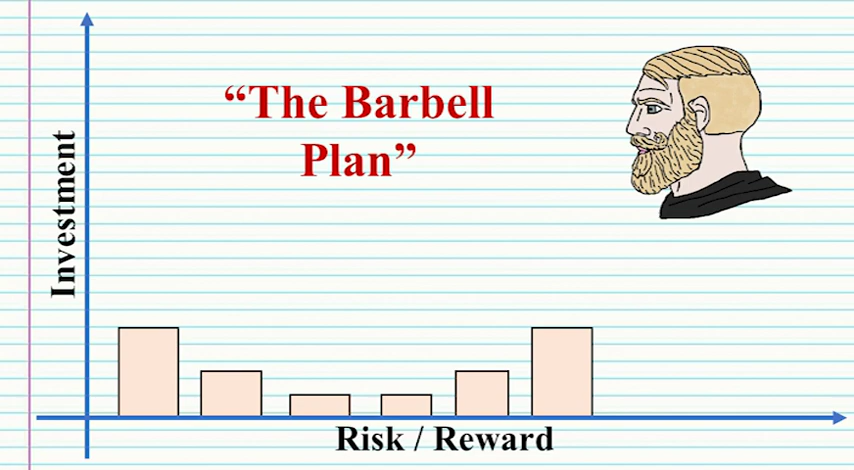 “The Barbell
Plan”
Investment
Risk / Reward